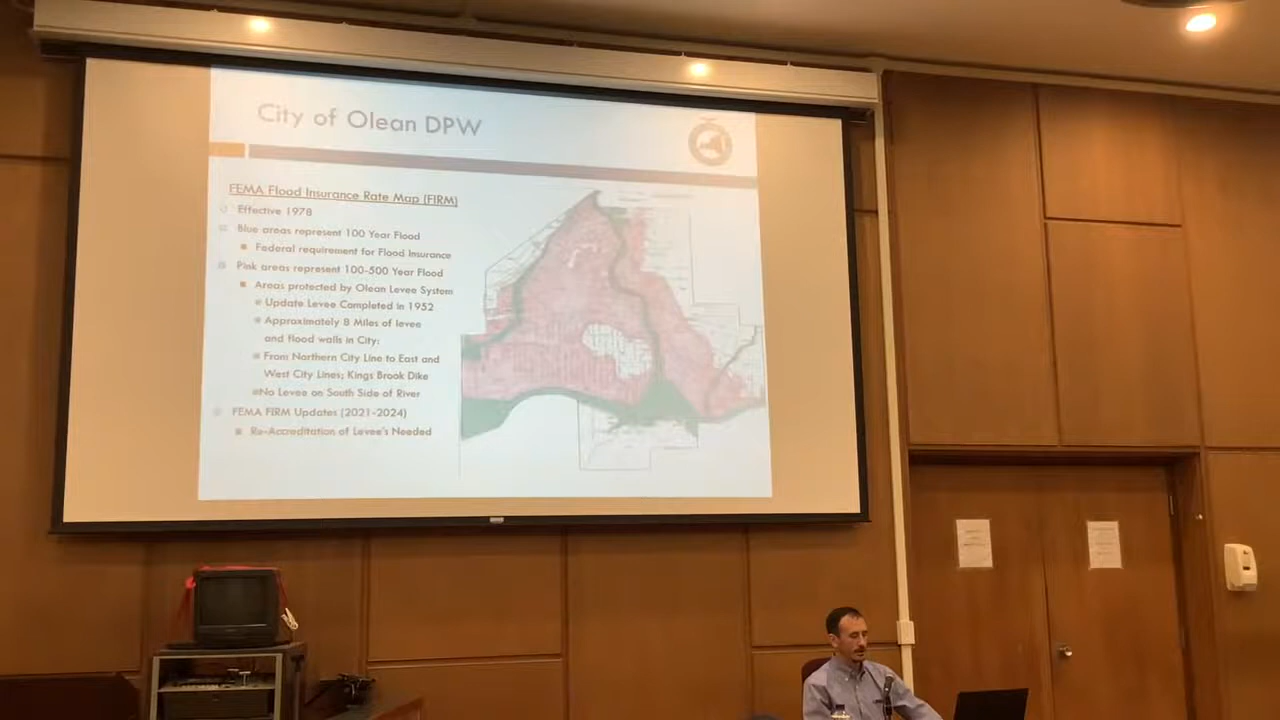 City of Olean DPW
FEMA Flood Insurance Rate Map (FIRM)
Effective 1978
Blue areas represent 100 Year Flood
Federal requirement for Flood Insurance
Pink areas represent 100-500 Year Flood
Areas protected by Olean Levee System
Update Levee Completed in 1952
Approximately 8 Miles of levee
and flood walls in City:
From Northern City Line to East and
West City Lines; Kings Brook Dike
No Levee on South Side of River
FEMA FIRM Updates (2021-2024)
Re-Accreditation of Levee's Needed